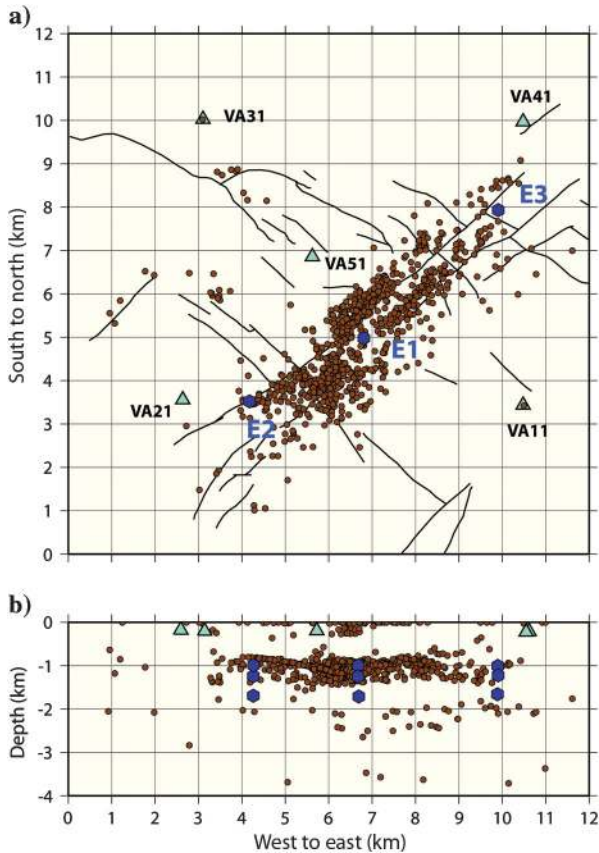 a)
12
11
10
9
8
7
6
5
4
3
2
1
0
South to north (km)
VA31
VA41
E3
VA51
E1
VA21
E2
VA11
b)
0
-1
-2
-3
-4
Depth (km)
0 1 2 3 4 5 6 7 8 9 10 11 12
West to east (km)